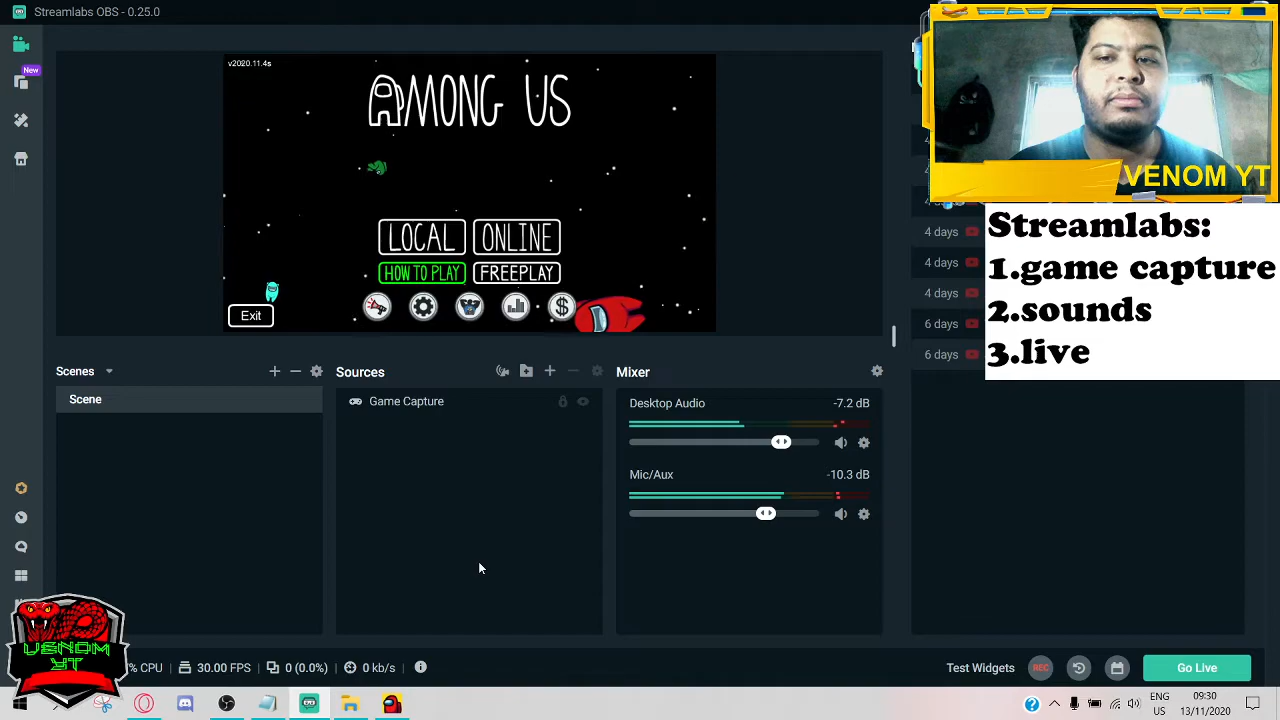 Streamlabs OBS - 0.25.0
New
v2020.11.4s
AMONG US
LOCAL
ONLINE
HOW TO PLAY
FREEPLAY
Exit
VENOM YT
Streamlabs:
1.game capture
2.sounds
3.live
4 days
4 days
4 days
6 days
6 days
Scenes
Scene
Sources
Game Capture
Mixer
Desktop Audio
-7.2 dB
Mic/Aux
-10.3 dB
VENOM
YT
% CPU
30.00 FPS
0 (0.0%)
0 kb/s
Test Widgets
REC
Go Live
ENG
US
09:30
13/11/2020